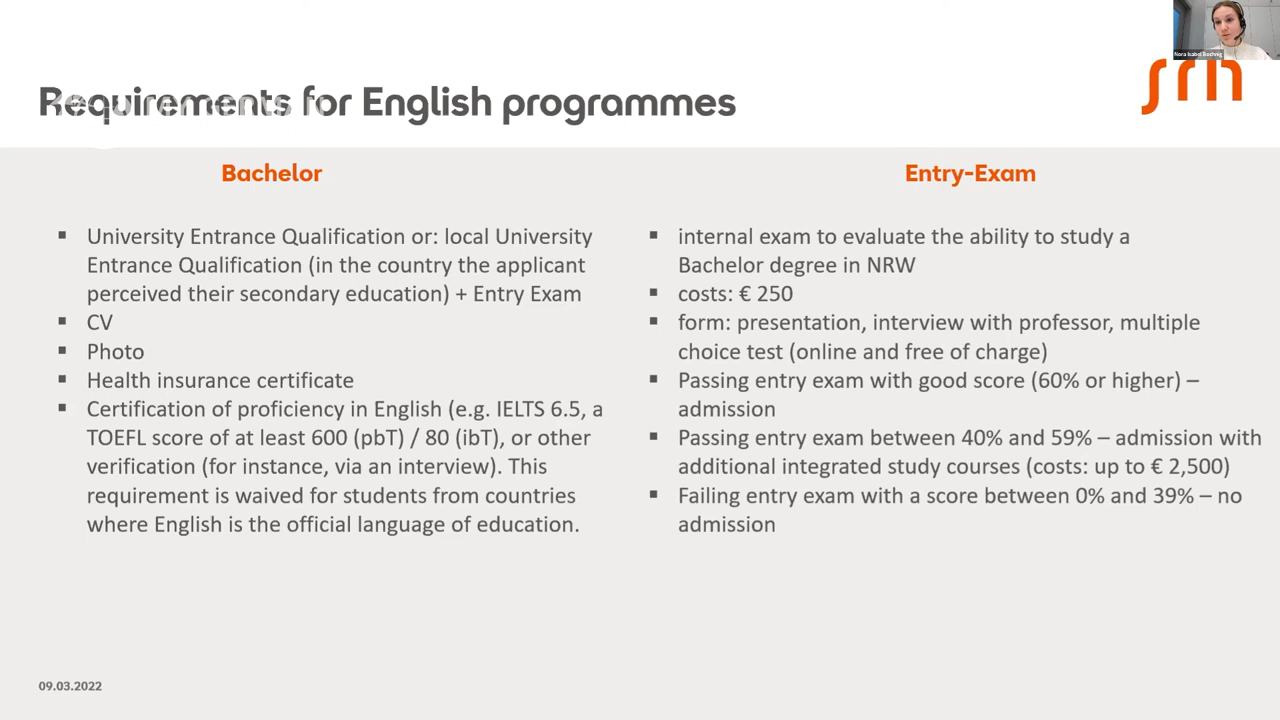 Requirements for English programmes
srh
Nora Isabel
Bachelor
University Entrance Qualification or: local University
Entrance Qualification (in the country the applicant
perceived their secondary education) + Entry Exam
CV
Photo
Health insurance certificate
Certification of proficiency in English (e.g. IELTS 6.5, a
TOEFL score of at least 600 (pbT) / 80 (ibT), or other
verification (for instance, via an interview). This
requirement is waived for students from countries
where English is the official language of education.
Entry-Exam
internal exam to evaluate the ability to study a
Bachelor degree in NRW
costs: € 250
form: presentation, interview with professor, multiple
choice test (online and free of charge)
Passing entry exam with good score (60% or higher) –
admission
Passing entry exam between 40% and 59% – admission with
additional integrated study courses (costs: up to € 2,500)
Failing entry exam with a score between 0% and 39% – no
admission
09.03.2022